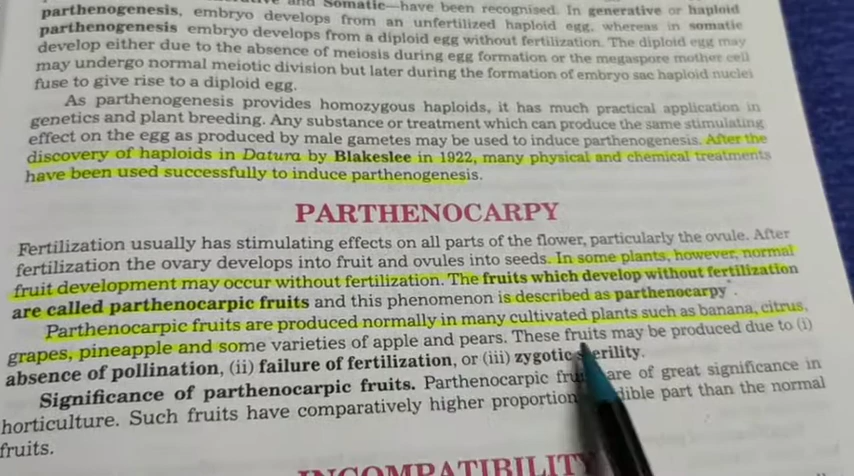 and Somatic—have been recognised. In generative or haploid
parthenogenesis, embryo develops from an unfertilized haploid egg, whereas in somatic
parthenogenesis embryo develops from a diploid egg without fertilization. The diploid egg may
develop either due to the absence of meiosis during egg formation or the megaspore mother cell
may undergo normal meiotic division but later during the formation of embryo sac haploid nuclei
fuse to give rise to a diploid egg.
As parthenogenesis provides homozygous haploids, it has much practical application in
genetics and plant breeding. Any substance or treatment which can produce the same stimulating
effect on the egg as produced by male gametes may be used to induce parthenogenesis. After the
discovery of haploids in Datura by Blakeslee in 1922, many physical and chemical treatments
have been used successfully to induce parthenogenesis.
PARTHENOCARPY
Fertilization usually has stimulating effects on all parts of the flower, particularly the ovule. After
fertilization the ovary develops into fruit and ovules into seeds. In some plants, however, normal
fruit development may occur without fertilization. The fruits which develop without fertilization
are called parthenocarpic fruits and this phenomenon is described as parthenocarpy.
Parthenocarpic fruits are produced normally in many cultivated plants such as banana, citrus,
grapes, pineapple and some varieties of apple and pears. These fruits may be produced due to (i)
absence of pollination, (ii) failure of fertilization, or (iii) zygotic sterility.
Significance of parthenocarpic fruits. Parthenocarpic are of great significance in
horticulture. Such fruits have comparatively higher proportion part than the normal
fruits.
INCOMPATIBILITY